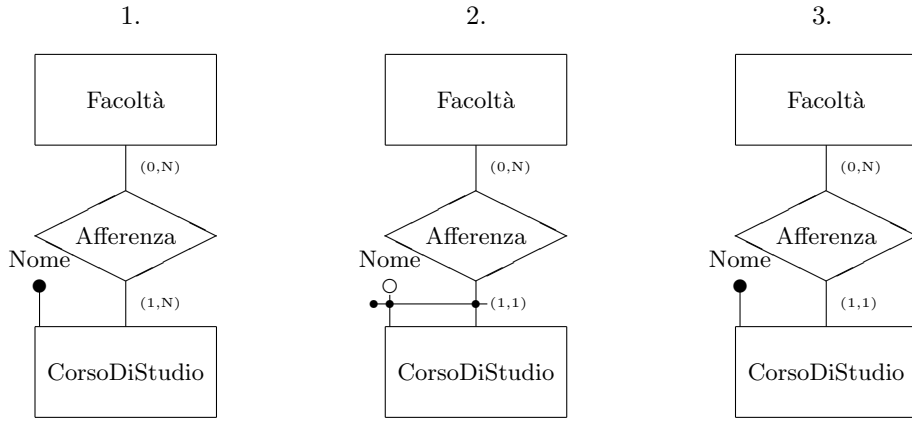 1.
Facoltà
(0,N)
Afferenza
Nome
(1,N)
CorsoDiStudio
2.
Facoltà
(0,N)
Afferenza
Nome
(1,1)
CorsoDiStudio
3.
Facoltà
(0,N)
Afferenza
Nome
(1,1)
CorsoDiStudio